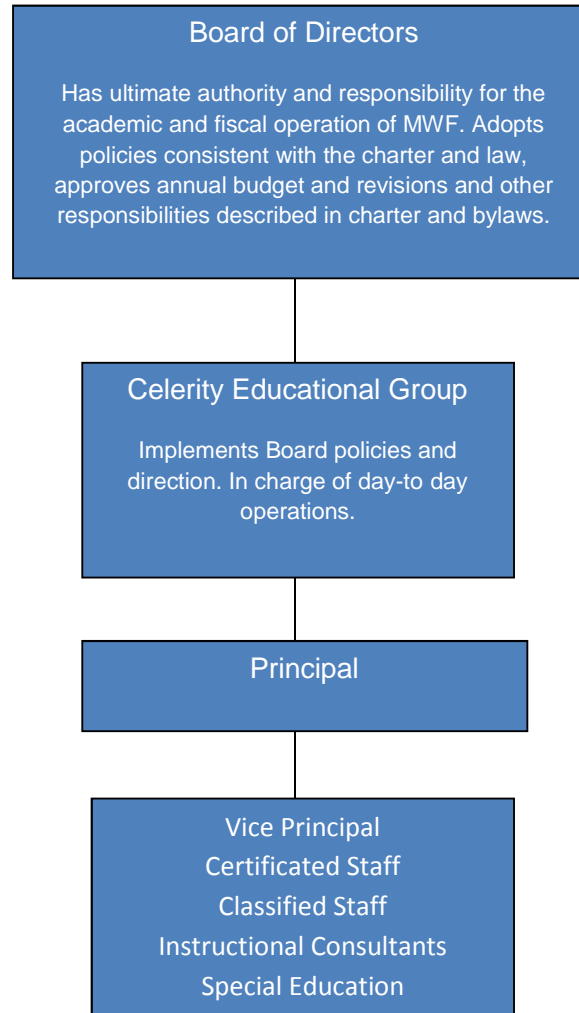 Board of Directors
Has ultimate authority and responsibility for the
academic and fiscal operation of MWF. Adopts
policies consistent with the charter and law,
approves annual budget and revisions and other
responsibilities described in charter and bylaws.
Celerity Educational Group
Implements Board policies and
direction. In charge of day-to day
operations.
Principal
Vice Principal
Certificated Staff
Classified Staff
Instructional Consultants
Special Education